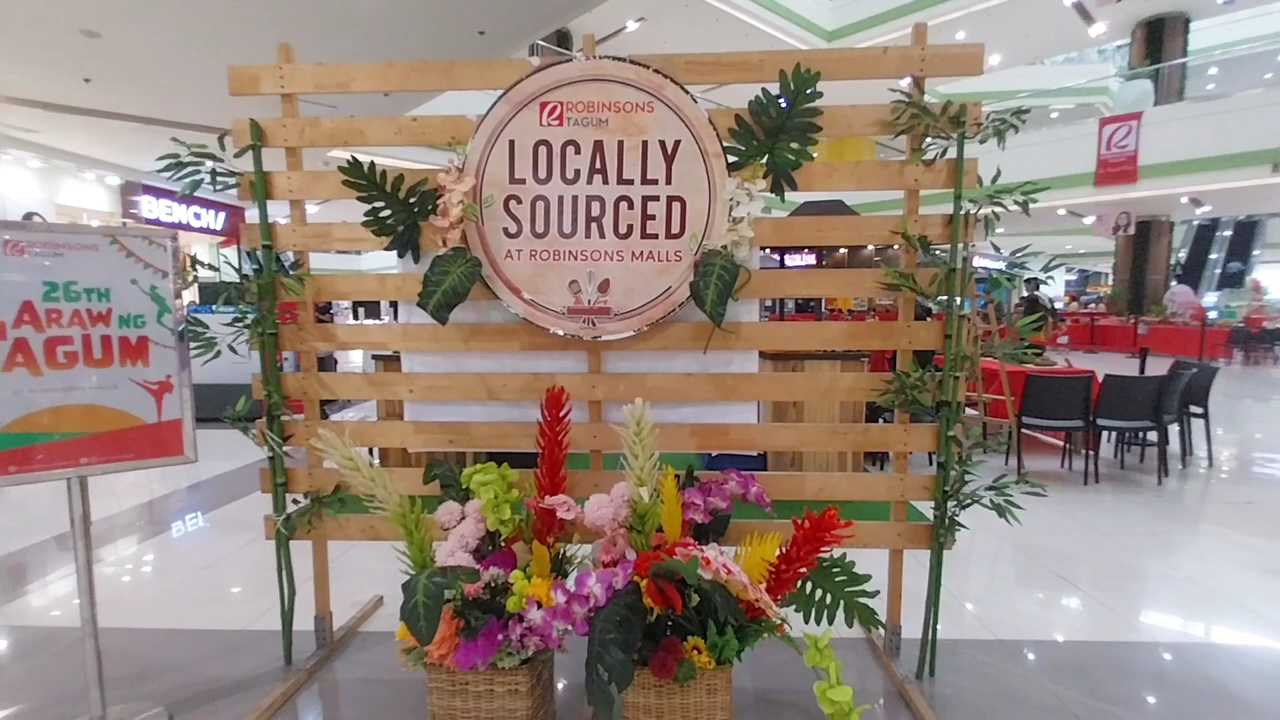 ROBINSONS
TAGUM
LOCALLY
SOURCED
AT ROBINSONS MALLS
BENCH/
ROBINSONS
TAGUM
26TH
ARAW NG
TAGUM